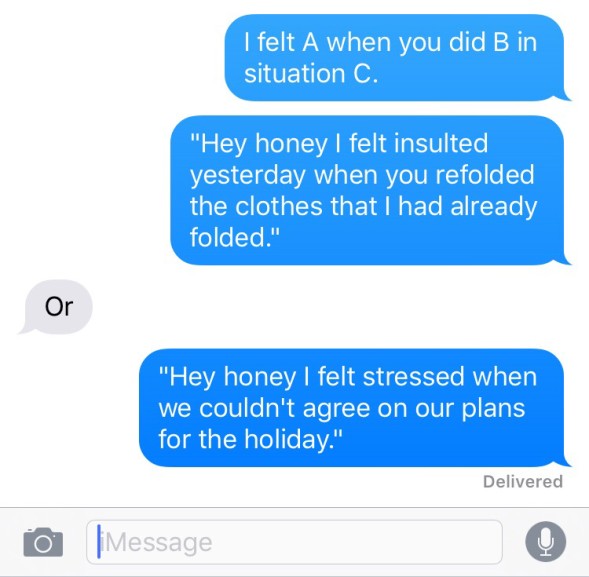 I felt A when you did B in
situation C.
"Hey honey I felt insulted
yesterday when you refolded
the clothes that I had already
folded."
Or
"Hey honey I felt stressed when
we couldn't agree on our plans
for the holiday."
Delivered
iMessage